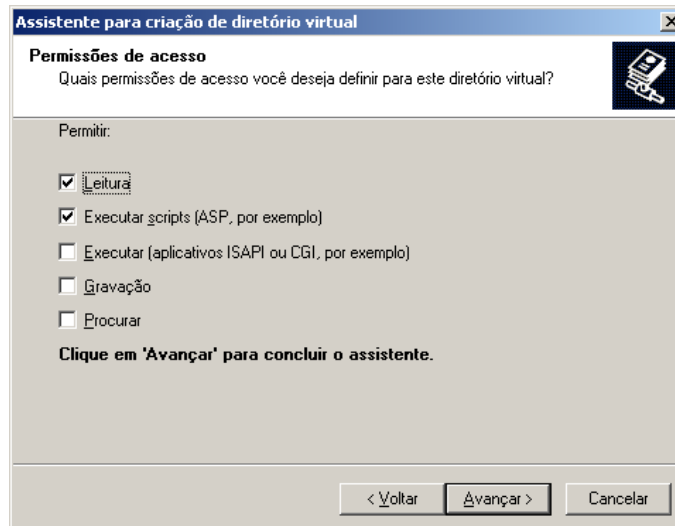 Assistente para criação de diretório virtual
Permissões de acesso
Quais permissões de acesso você deseja definir para este diretório virtual?
Permitir:
Leitura
Executar scripts (ASP, por exemplo)
Executar (aplicativos ISAPI ou CGI, por exemplo)
Gravação
Procurar
Clique em 'Avançar' para concluir o assistente.
< Voltar
Avançar >
Cancelar